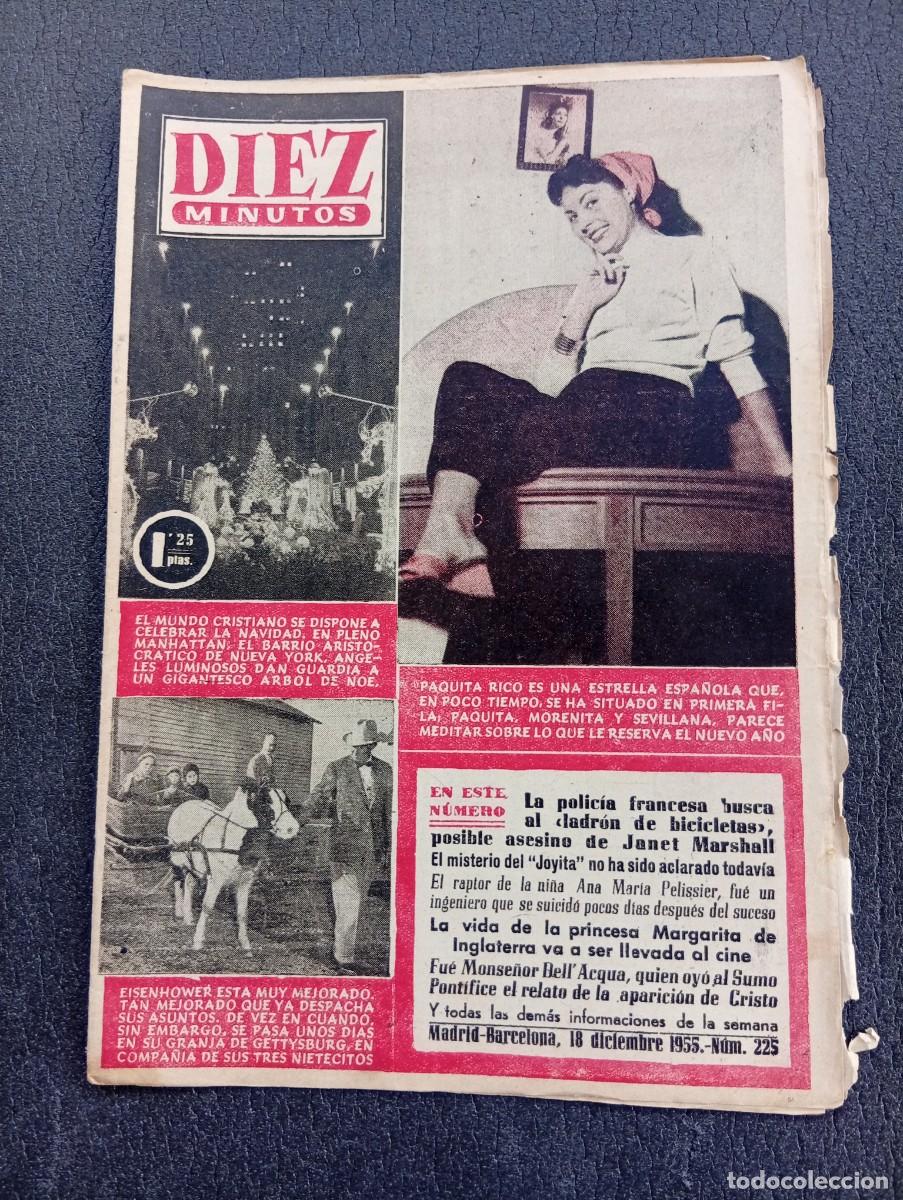 DIEZ
MINUTOS
1'25
ptas.
EL MUNDO CRISTIANO SE DISPONE A
CELEBRAR LA NAVIDAD. EN PLENO
MANHATTAN, EL BARRIO ARISTO-
CRATICO DE NUEVA YORK, ANGE-
LES LUMINOSOS DAN GUARDIA A
UN GIGANTESCO ARBOL DE NOE.
PAQUITA RICO ES UNA ESTRELLA ESPAÑOLA QUE,
EN POCO TIEMPO, SE HA SITUADO EN PRIMERA FI-
LA; PAQUITA, MORENITA Y SEVILLANA, PARECE
MEDITAR SOBRE LO QUE LE RESERVA EL NUEVO AÑO
EISENHOWER ESTA MUY MEJORADO.
TAN MEJORADO QUE YA DESPACHA
SUS ASUNTOS. DE VEZ EN CUANDO,
SIN EMBARGO, SE PASA UNOS DIAS
EN SU GRANJA DE GETTYSBURG, EN
COMPAÑIA DE SUS TRES NIETECITOS
EN ESTE
NÚMERO
La policía francesa busca
al «ladrón de bicicletas»,
posible asesino de Janet Marshall
El misterio del "Joyita" no ha sido aclarado todavía
El raptor de la niña Ana María Pelissier, fué un
ingeniero que se suicidó pocos días después del suceso
La vida de la princesa Margarita de
Inglaterra va a ser llevada al cine
Fué Monseñor Dell'Acqua, quien oyó al Sumo
Pontífice el relato de la aparición de Cristo
Y todas las demás informaciones de la semana
Madrid-Barcelona, 18 diciembre 1955.-Núm. 225
todocoleccion